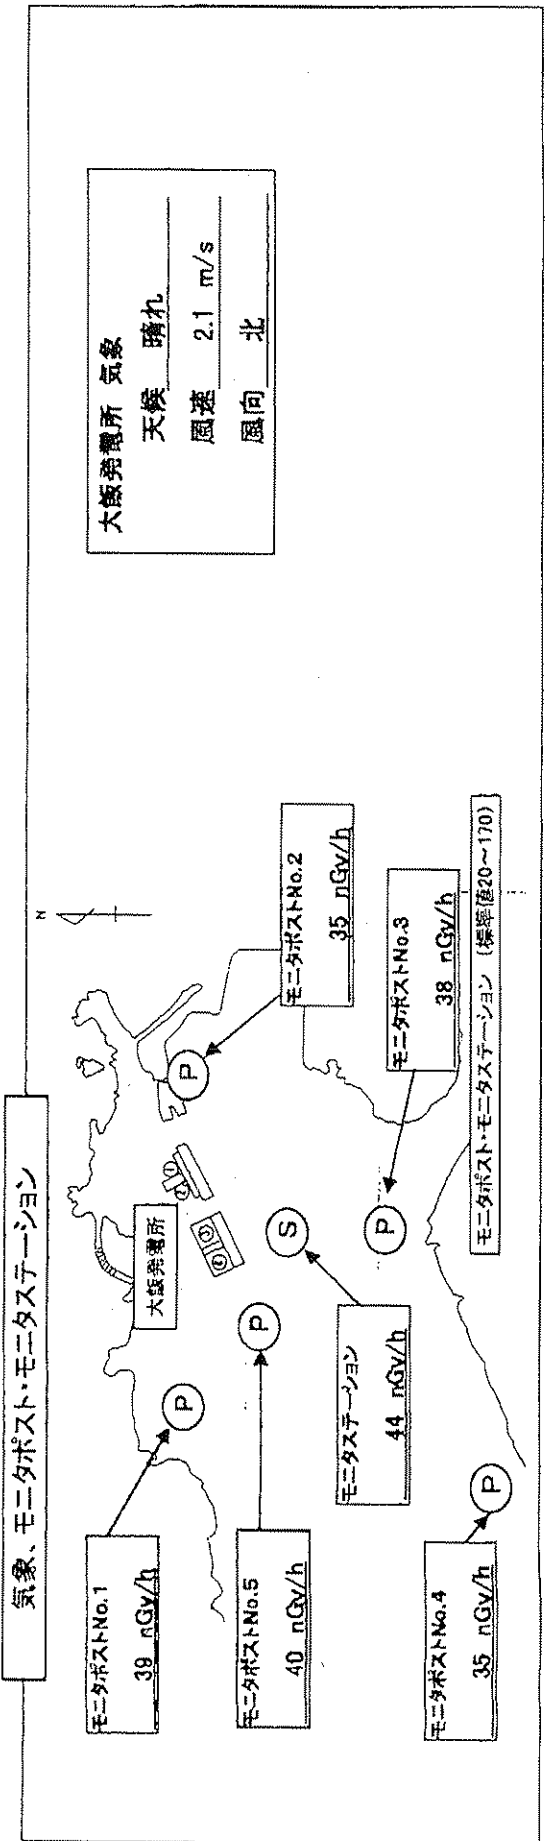 気象、モニタポスト・モニタステーション
大飯発電所 気象
天候 晴れ
風速 2.1 m/s
風向 北
N
モニタポストNo.1
39 nGy/h
モニタポストNo.5
40 nGy/h
モニタポストNo.4
35 nGy/h
モニタステーション
44 nGy/h
モニタポストNo.2
35 nGy/h
モニタポストNo.3
38 nGy/h
大飯発電所
P
P
P
P
P
S
①
②
③
④
モニタポスト・モニタステーション (標準値20~170)